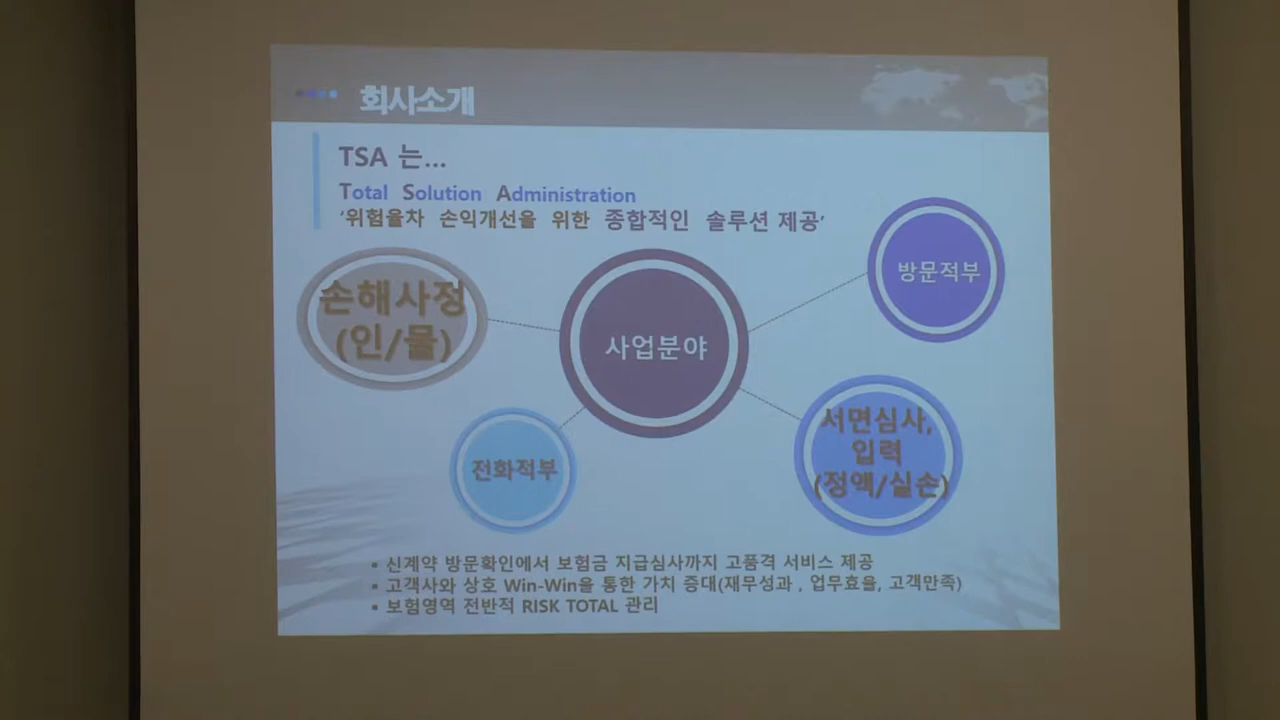 회사소개
TSA 는...
Total Solution Administration
'위험율차 손익개선을 위한 종합적인 솔루션 제공'
손해사정
(인/물)
사업분야
방문적부
전화적부
서면심사,
입력
(정액/실손)
▪ 신계약 방문확인에서 보험금 지급심사까지 고품격 서비스 제공
▪ 고객사와 상호 Win-Win을 통한 가치 증대(재무성과 , 업무효율, 고객만족)
▪ 보험영역 전반적 RISK TOTAL 관리